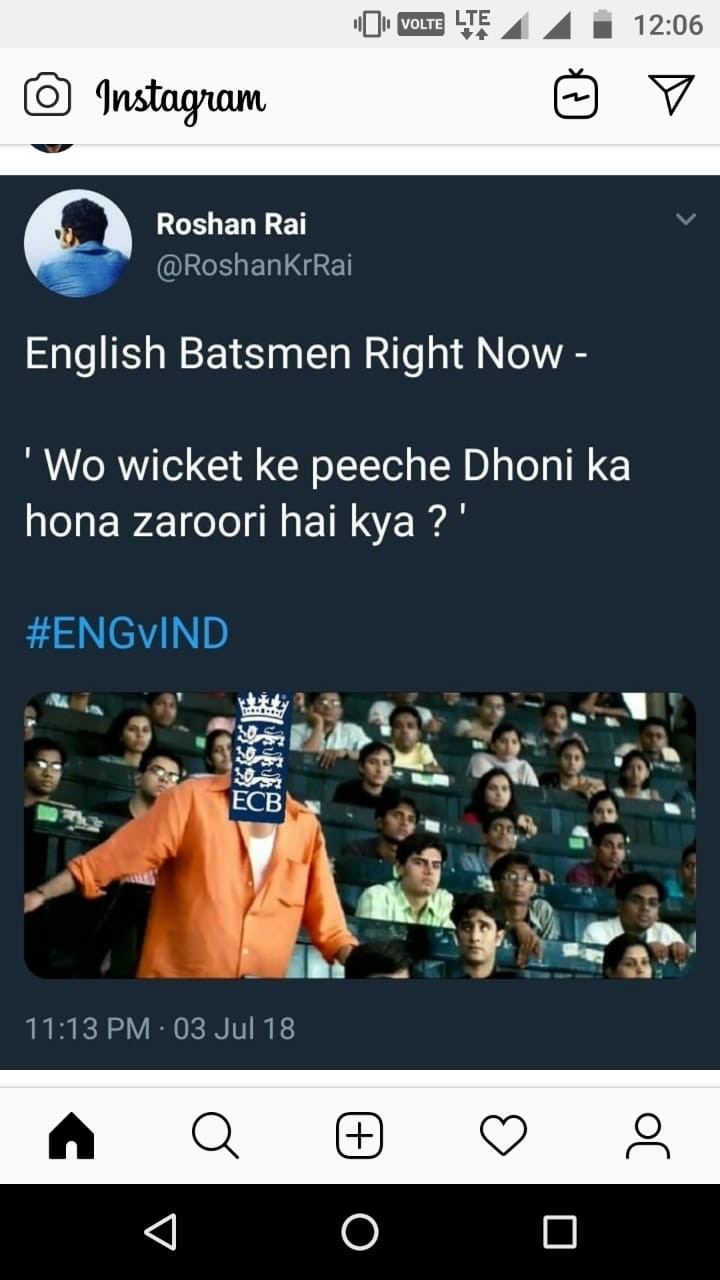 VOLTE LTE 12:06
Instagram
Roshan Rai
@RoshanKrRai
English Batsmen Right Now -
' Wo wicket ke peeche Dhoni ka
hona zaroori hai kya ? '
#ENGvIND
ECB
11:13 PM · 03 Jul 18